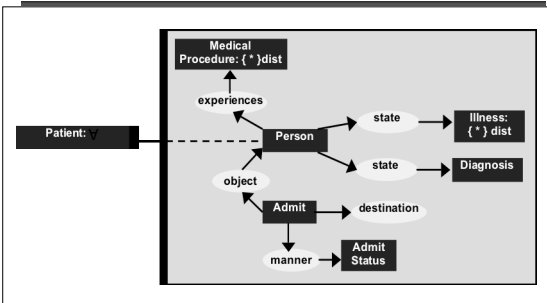 Medical
Procedure: { * }dist
experiences
state
Illness:
{ * } dist
Patient: ∀
Person
state
Diagnosis
object
Admit
destination
manner
Admit
Status